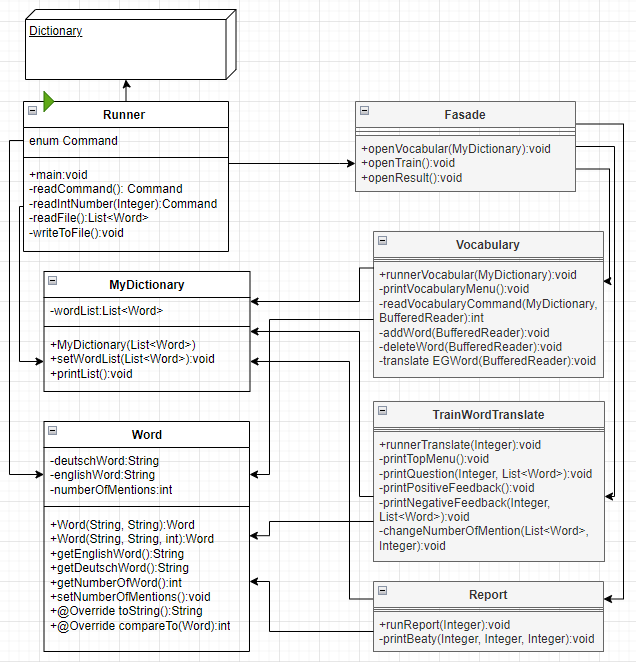 Dictionary
Runner
enum Command
+main:void
-readCommand(): Command
-readIntNumber(Integer):Command
-readFile():List<Word>
-writeToFile():void
Fasade
+openVocabular(MyDictionary):void
+openTrain():void
+openResult():void
MyDictionary
-wordList:List<Word>
+MyDictionary(List<Word>)
+setWordList(List<Word>):void
+printList():void
Vocabulary
+runnerVocabular(MyDictionary):void
-printVocabularyMenu():void
-readVocabularyCommand(MyDictionary,
BufferedReader):int
-addWord(BufferedReader):void
-deleteWord(BufferedReader):void
-translate EGWord(BufferedReader):void
Word
-deutschWord:String
-englishWord:String
-numberOfMentions:int
+Word(String, String):Word
+Word(String, String, int):Word
+getEnglishWord():String
+getDeutschWord():String
+getNumberOfWord():int
+setNumberOfMentions():void
+@Override toString():String
+@Override compareTo(Word):int
TrainWordTranslate
+runnerTranslate(Integer):void
-printTopMenu():void
-printQuestion(Integer, List<Word>):void
-printPositiveFeedback():void
-printNegativeFeedback(Integer,
List<Word>):void
-changeNumberOfMention(List<Word>,
Integer):void
Report
+runReport(Integer):void
-printBeaty(Integer, Integer, Integer):void